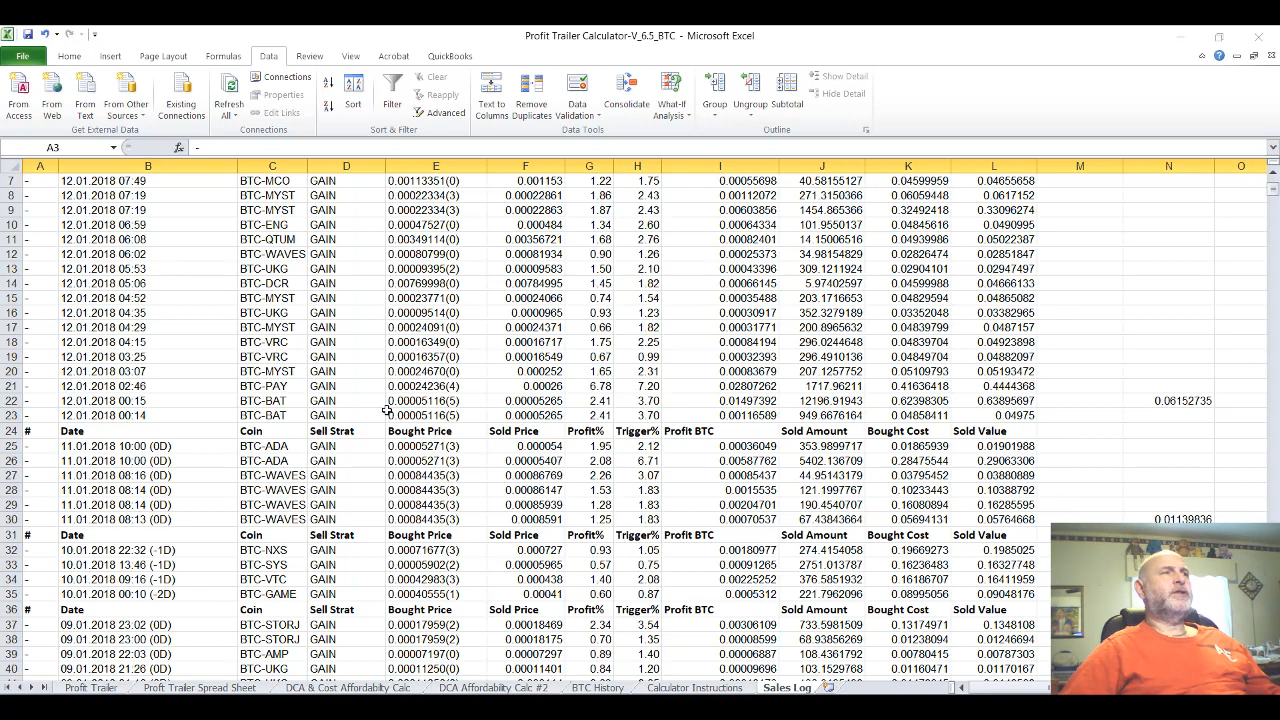 Profit Trailer Calculator-V_6.5_BTC - Microsoft Excel
File Home Insert Page Layout Formulas Data Review View Acrobat QuickBooks
From Access From Web From Text From Other Sources Existing Connections Refresh All Connections Properties Edit Links Sort Filter Clear Reapply Advanced Text to Columns Remove Duplicates Data Validation Consolidate What-If Analysis Group Ungroup Subtotal Show Detail Hide Detail
Get External Data Connections Sort & Filter Data Tools Outline
A3 fx -
A B C D E F G H I J K L M N O
7 - 12.01.2018 07:49 BTC-MCO GAIN 0.00113351(0) 0.001153 1.22 1.75 0.00055698 40.58155127 0.04599959 0.04655658
8 - 12.01.2018 07:19 BTC-MYST GAIN 0.00022334(3) 0.00022861 1.86 2.43 0.00112072 271.3150366 0.06059448 0.0617152
9 - 12.01.2018 07:19 BTC-MYST GAIN 0.00022334(3) 0.00022861 1.87 2.43 0.00603856 1454.865366 0.32492418 0.33096274
10 - 12.01.2018 06:59 BTC-ENG GAIN 0.00047527(0) 0.000484 1.34 2.60 0.00064334 101.9550147 0.04845616 0.0490995
11 - 12.01.2018 06:08 BTC-QTUM GAIN 0.00349114(0) 0.00356721 1.68 2.76 0.00082401 14.15006516 0.04939986 0.05022387
12 - 12.01.2018 06:02 BTC-WAVES GAIN 0.00080799(0) 0.00081934 0.90 1.26 0.00025373 34.98154829 0.02826474 0.02851847
13 - 12.01.2018 05:53 BTC-UKG GAIN 0.00009395(2) 0.00009583 1.50 2.10 0.00043396 309.1211924 0.02904101 0.02947497
14 - 12.01.2018 05:06 BTC-DCR GAIN 0.00769998(0) 0.00784995 1.45 1.82 0.00066145 5.97402597 0.04599988 0.04666133
15 - 12.01.2018 04:52 BTC-MYST GAIN 0.00023771(0) 0.00024066 0.74 1.54 0.00035488 203.1716653 0.04829594 0.04865082
16 - 12.01.2018 04:35 BTC-UKG GAIN 0.00009514(0) 0.0000965 0.93 1.23 0.00030917 352.3279189 0.03352052 0.03382969
17 - 12.01.2018 04:29 BTC-MYST GAIN 0.00024091(0) 0.00024371 0.66 1.82 0.00031771 200.8965632 0.04839799 0.0487157
18 - 12.01.2018 04:15 BTC-VRC GAIN 0.00016349(0) 0.00016717 1.75 2.25 0.00084194 296.0244648 0.04839704 0.04923898
19 - 12.01.2018 03:25 BTC-VRC GAIN 0.00016357(0) 0.00016549 0.67 0.99 0.00032393 296.4910136 0.04849704 0.04882097
20 - 12.01.2018 03:07 BTC-MYST GAIN 0.00024670(0) 0.000252 1.65 2.31 0.00083679 207.1257752 0.05109793 0.05193472
21 - 12.01.2018 02:46 BTC-PAY GAIN 0.00024236(4) 0.00026 6.78 7.20 0.02807262 1717.96211 0.41636418 0.4444368
22 - 12.01.2018 00:15 BTC-BAT GAIN 0.00005116(5) 0.00005265 2.41 3.70 0.01497392 12196.91943 0.62398305 0.63895697 0.06152735
23 - 12.01.2018 00:14 BTC-BAT GAIN 0.00005116(5) 0.00005265 2.41 3.70 0.00116589 949.6676164 0.04858411 0.04975
24 # Date Coin Sell Strat Bought Price Sold Price Profit% Trigger% Profit BTC Sold Amount Bought Cost Sold Value
25 - 11.01.2018 10:00 (0D) BTC-ADA GAIN 0.00005271(3) 0.000054 1.95 2.12 0.00036049 353.9899717 0.01865939 0.01901988
26 - 11.01.2018 10:00 (0D) BTC-ADA GAIN 0.00005271(3) 0.00005407 2.08 6.71 0.00587762 5402.136709 0.28475544 0.29063306
27 - 11.01.2018 08:16 (0D) BTC-WAVES GAIN 0.00084435(3) 0.00086769 2.26 3.07 0.00085437 44.95143179 0.03795452 0.03880889
28 - 11.01.2018 08:14 (0D) BTC-WAVES GAIN 0.00084435(3) 0.00086147 1.53 1.83 0.0015535 121.1997767 0.10233443 0.10388792
29 - 11.01.2018 08:14 (0D) BTC-WAVES GAIN 0.00084435(3) 0.00085939 1.28 1.83 0.00204701 190.4540707 0.16080894 0.16285595
30 - 11.01.2018 08:13 (0D) BTC-WAVES GAIN 0.00084435(3) 0.0008591 1.25 1.83 0.00070537 67.43843664 0.05694131 0.05764668 0.01139836
31 # Date Coin Sell Strat Bought Price Sold Price Profit% Trigger% Profit BTC Sold Amount Bought Cost Sold Value
32 - 10.01.2018 22:32 (-1D) BTC-NXS GAIN 0.00071677(3) 0.000727 0.93 1.05 0.00180977 274.4154058 0.19669273 0.1985025
33 - 10.01.2018 13:46 (-1D) BTC-SYS GAIN 0.00005902(2) 0.00005965 0.57 0.75 0.00091265 2751.013787 0.16236483 0.16327748
34 - 10.01.2018 09:16 (-1D) BTC-VTC GAIN 0.00042983(3) 0.000438 1.40 2.08 0.00225252 376.5851932 0.16186707 0.16411959
35 - 10.01.2018 00:10 (-2D) BTC-GAME GAIN 0.00040555(1) 0.00041 0.60 0.87 0.0005312 221.7962096 0.08995056 0.09048176
36 # Date Coin Sell Strat Bought Price Sold Price Profit% Trigger% Profit BTC Sold Amount Bought Cost Sold Value
37 - 09.01.2018 23:02 (0D) BTC-STORJ GAIN 0.00017959(2) 0.00018469 2.34 3.54 0.00306109 733.5981509 0.13174971 0.1348108
38 - 09.01.2018 23:00 (0D) BTC-STORJ GAIN 0.00017959(2) 0.00018175 0.70 1.35 0.00008599 68.93856269 0.01238094 0.01246694
39 - 09.01.2018 22:03 (0D) BTC-AMP GAIN 0.00007197(2) 0.00007297 0.89 1.40 0.00006887 108.4361792 0.00780415 0.00787301
40 - 09.01.2018 21:26 (0D) BTC-UKG GAIN 0.00011250(2) 0.00011401 0.84 1.20 0.00009696 103.1529768 0.01160471 0.01170167
Profit Trailer Profit Trailer Spread Sheet DCA & Cost Affordability Calc DCA Affordability Calc #2 BTC History Calculator Instructions Sales Log